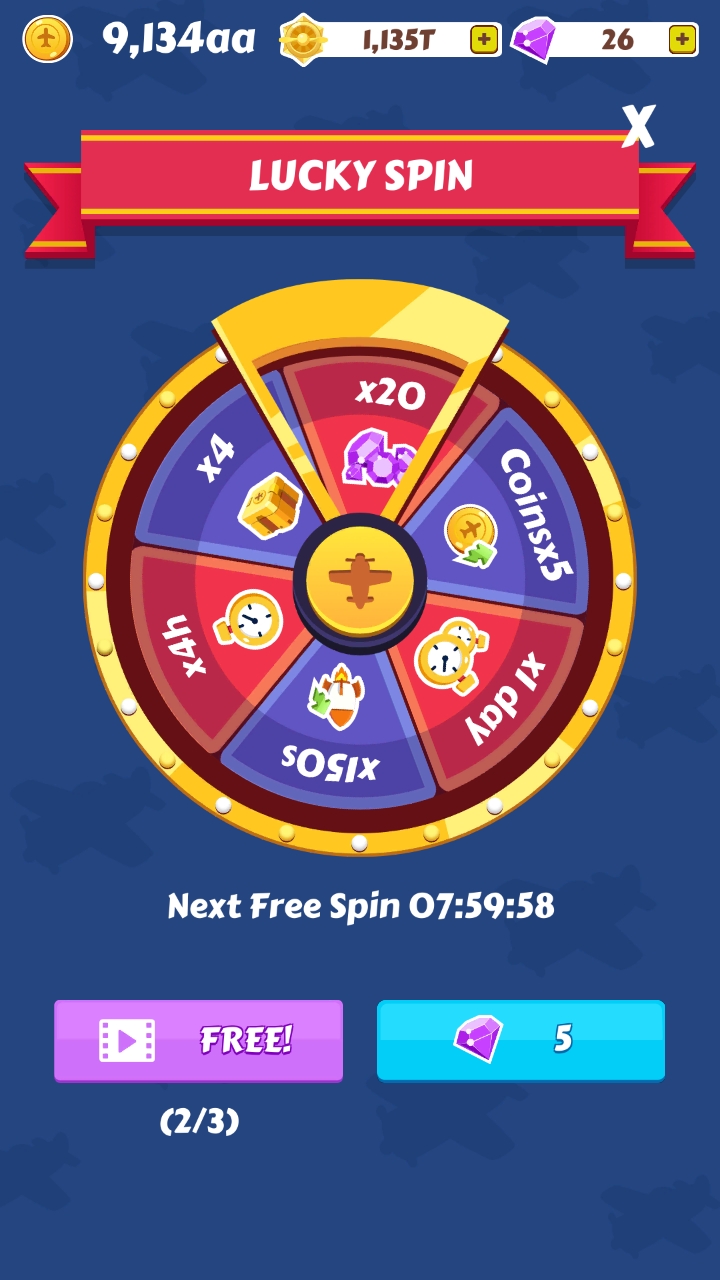 9,134aa 1,135T + 26 +
X
LUCKY SPIN
x20
x4
Coinsx5
x4h
x1 day
x150s
Next Free Spin 07:59:58
FREE! 5
(2/3)